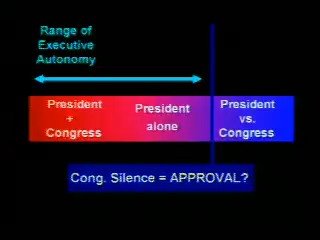 Range of
Executive
Autonomy
President
+
Congress
President
alone
President
vs.
Congress
Cong. Silence = APPROVAL?